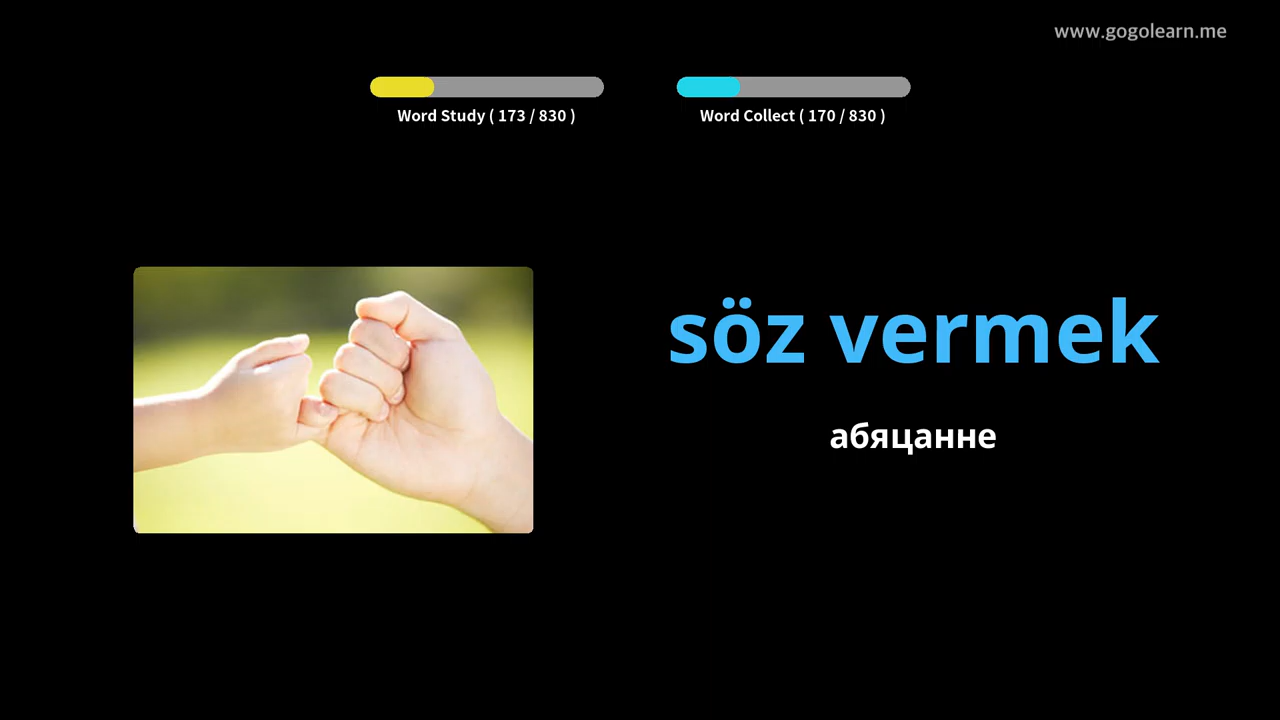 www.gogolearn.me
Word Study ( 173 / 830 )
Word Collect ( 170 / 830 )
söz vermek
абяцанне